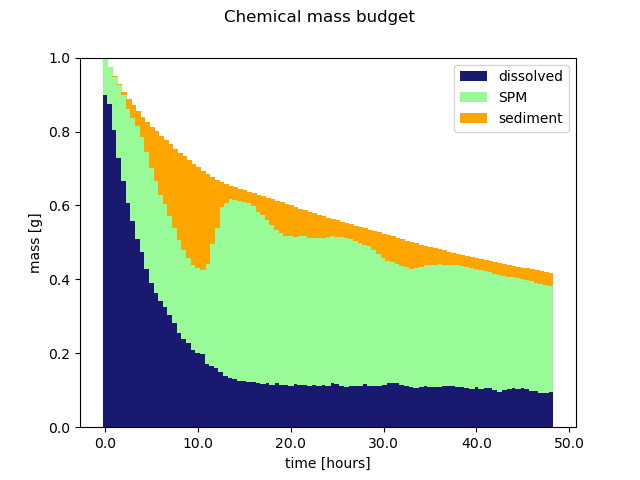 Chemical mass budget
1.0
0.8
0.6
0.4
0.2
0.0
mass [g]
dissolved
SPM
sediment
0.0 10.0 20.0 30.0 40.0 50.0
time [hours]